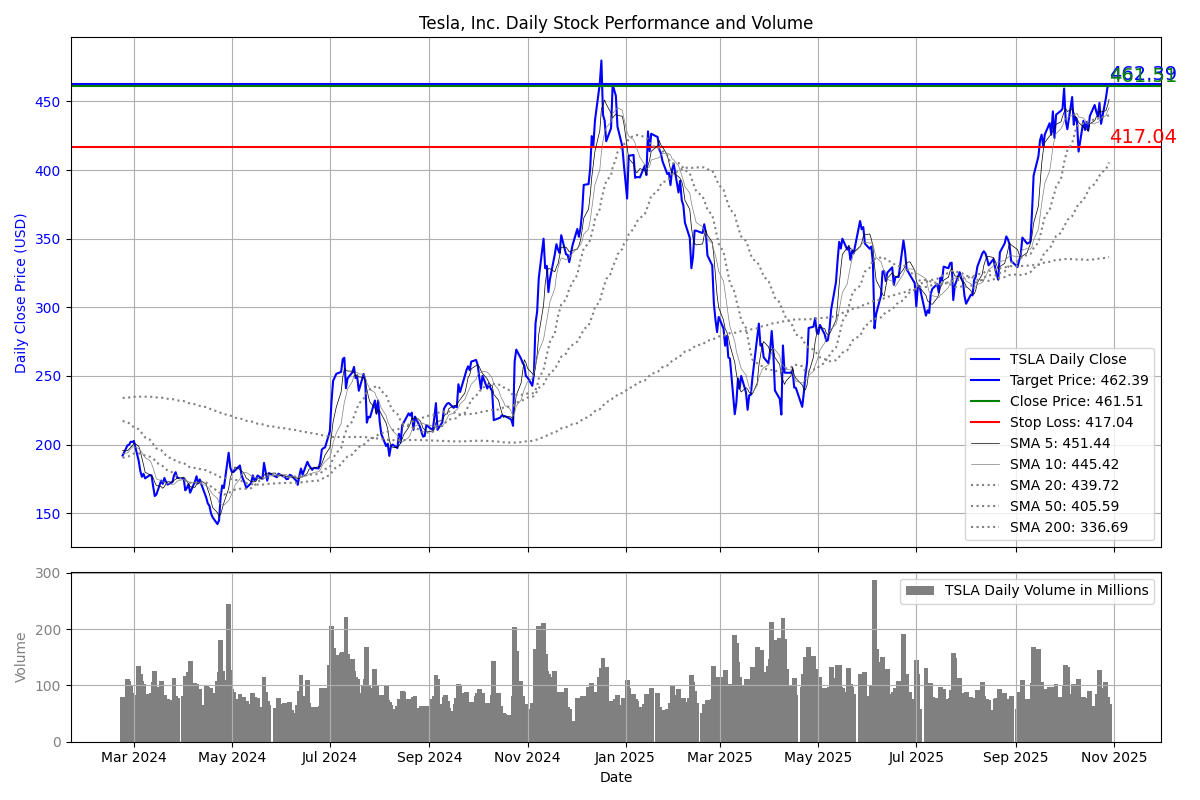 Tesla, Inc. Daily Stock Performance and Volume
Daily Close Price (USD)
450
400
350
300
250
200
150
462.39
461.51
417.04
TSLA Daily Close
Target Price: 462.39
Close Price: 461.51
Stop Loss: 417.04
SMA 5: 451.44
SMA 10: 445.42
SMA 20: 439.72
SMA 50: 405.59
SMA 200: 336.69
Volume
300
200
100
0
TSLA Daily Volume in Millions
Mar 2024 May 2024 Jul 2024 Sep 2024 Nov 2024 Jan 2025 Mar 2025 May 2025 Jul 2025 Sep 2025 Nov 2025
Date